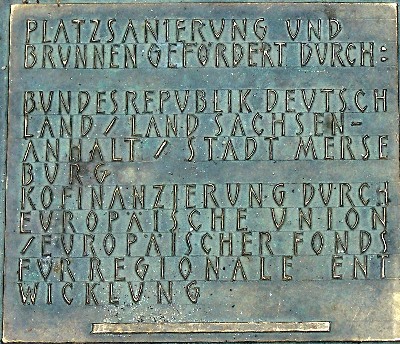 PLATZSANIERUNG UND
BRUNNEN GEFÖRDERT DURCH:
BUNDESREPUBLIK DEUTSCH
LAND / LAND SACHSEN-
ANHALT / STADT MERSE
BURG
KOFINANZIERUNG DURCH
EUROPÄISCHE UNION
/EUROPÄISCHER FONDS
FÜR REGIONALE ENT
WICKLUNG